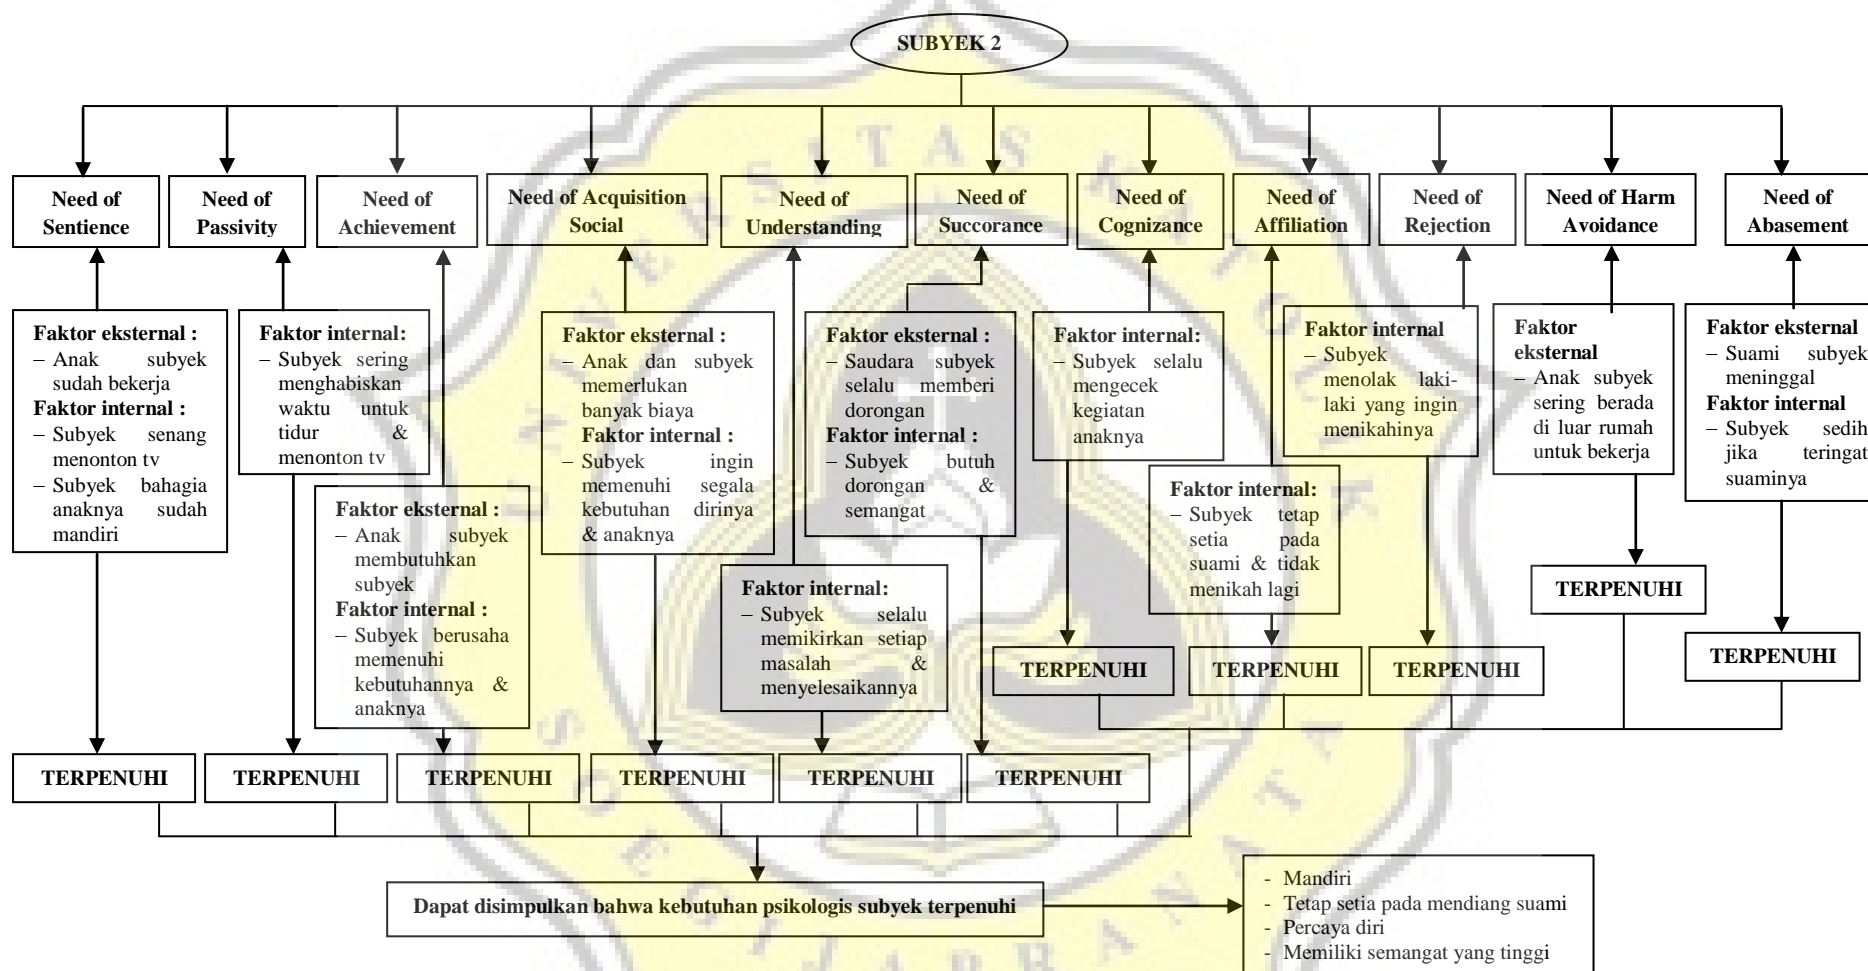 SUBYEK 2
Need of
Sentience
Need of
Passivity
Need of
Achievement
Need of Acquisition
Social
Need of
Understanding
Need of
Succorance
Need of
Cognizance
Need of
Affiliation
Need of
Rejection
Need of Harm
Avoidance
Need of
Abasement
Faktor eksternal :
– Anak subyek
sudah bekerja
Faktor internal :
– Subyek senang
menonton tv
– Subyek bahagia
anaknya sudah
mandiri
Faktor internal:
– Subyek sering
menghabiskan
waktu untuk
tidur &
menonton tv
Faktor eksternal :
– Anak subyek
membutuhkan
subyek
Faktor internal :
– Subyek berusaha
memenuhi
kebutuhannya &
anaknya
Faktor eksternal :
– Anak dan subyek
memerlukan
banyak biaya
Faktor internal :
– Subyek ingin
memenuhi segala
kebutuhan dirinya
& anaknya
Faktor internal:
– Subyek selalu
memikirkan setiap
masalah &
menyelesaikannya
Faktor eksternal :
– Saudara subyek
selalu memberi
dorongan
Faktor internal :
– Subyek butuh
dorongan &
semangat
Faktor internal:
– Subyek selalu
mengecek
kegiatan
anaknya
Faktor internal:
– Subyek tetap
setia pada
suami & tidak
menikah lagi
Faktor internal
– Subyek
menolak laki-
laki yang ingin
menikahinya
Faktor
eksternal
– Anak subyek
sering berada
di luar rumah
untuk bekerja
Faktor eksternal
– Suami subyek
meninggal
Faktor internal
– Subyek sedih
jika teringat
suaminya
TERPENUHI
TERPENUHI
TERPENUHI
TERPENUHI
TERPENUHI
TERPENUHI
TERPENUHI
TERPENUHI
TERPENUHI
TERPENUHI
TERPENUHI
Dapat disimpulkan bahwa kebutuhan psikologis subyek terpenuhi
- Mandiri
- Tetap setia pada mendiang suami
- Percaya diri
- Memiliki semangat yang tinggi
UNIVERSITAS KATOLIK
SOEGIJAPRANATA